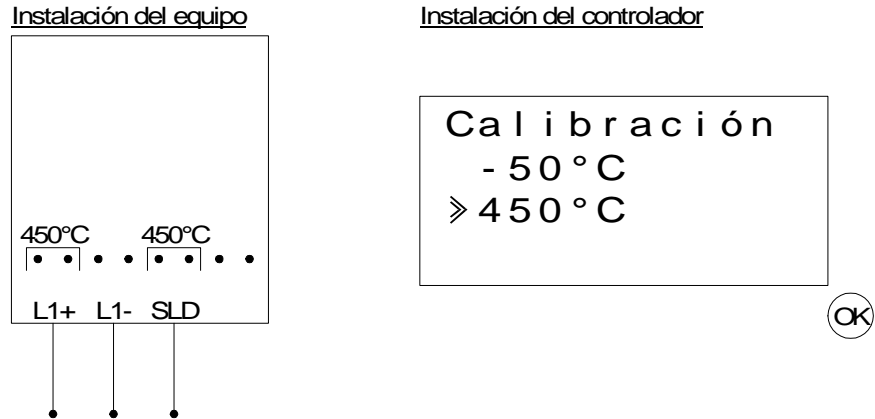 Instalación del equipo
450°C 450°C
L1+ L1- SLD
Instalación del controlador
Calibración
-50°C
450°C
OK